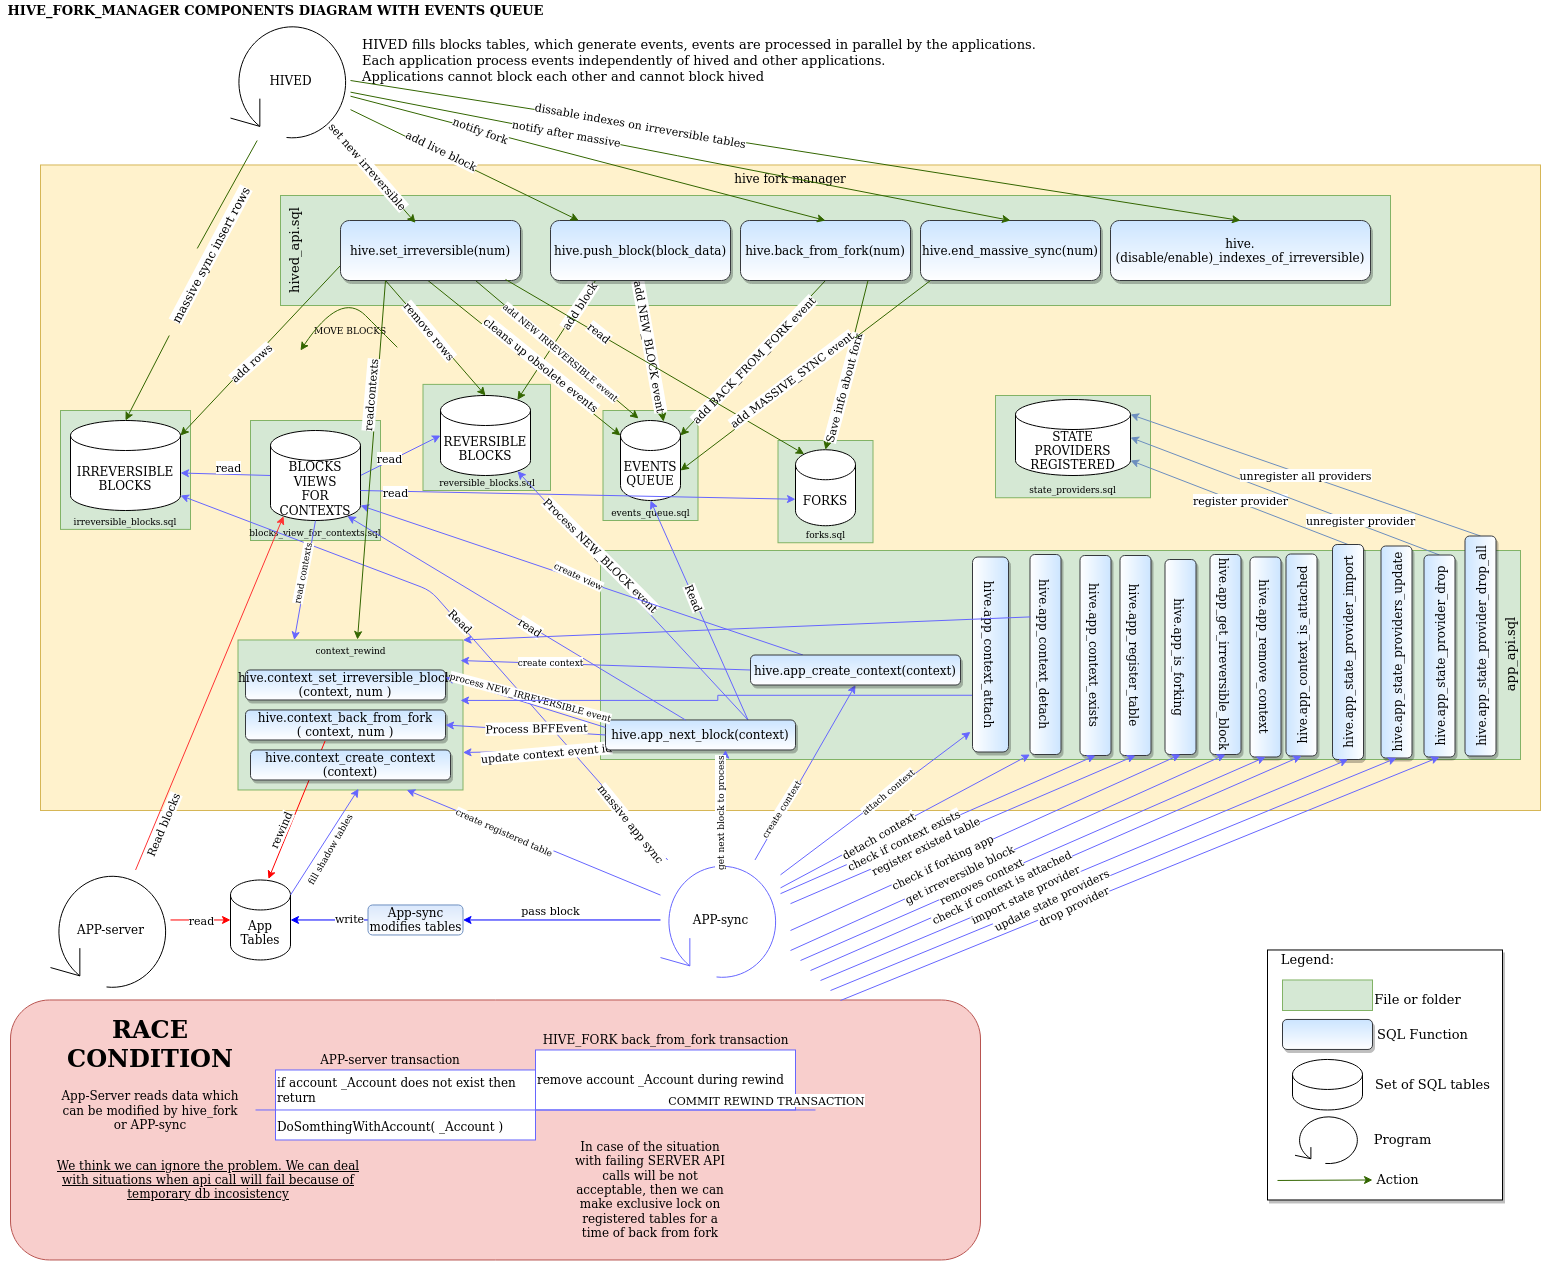 HIVE_FORK_MANAGER COMPONENTS DIAGRAM WITH EVENTS QUEUE
HIVED
HIVED fills blocks tables, which generate events, events are processed in parallel by the applications.
Each application process events independently of hived and other applications.
Applications cannot block each other and cannot block hived
dissable indexes on irreversible tables
notify after massive
notify fork
add live block
set new irreversible
massive sync insert rows
hive fork manager
hived_api.sql
hive.set_irreversible(num)
hive.push_block(block_data)
hive.back_from_fork(num)
hive.end_massive_sync(num)
hive.
(disable/enable)_indexes_of_irreversible)
MOVE BLOCKS
add rows
readcontexts
remove rows
cleans up obsolete events
add NEW IRREVERSIBLE event
read
add block
add NEW_BLOCK event
add BACK_FROM_FORK event
add MASSIVE_SYNC event
Save info about fork
IRREVERSIBLE
BLOCKS
irreversible_blocks.sql
BLOCKS
VIEWS
FOR
CONTEXTS
blocks_view_for_contexts.sql
REVERSIBLE
BLOCKS
reversible_blocks.sql
EVENTS
QUEUE
events_queue.sql
FORKS
forks.sql
STATE
PROVIDERS
REGISTERED
state_providers.sql
read
read
read
unregister all providers
register provider
unregister provider
Process NEW_BLOCK event
create view
Read
read
Read
read contexts
context_rewind
hive.context_set_irreversible_block
(context, num )
hive.context_back_from_fork
( context, num )
hive.context_create_context
(context)
create context
process NEW_IRREVERSIBLE event
Process BFFEvent
update context event id
hive.app_create_context(context)
hive.app_next_block(context)
hive.app_context_attach
hive.app_context_detach
hive.app_context_exists
hive.app_register_table
hive.app_is_forking
hive.app_get_irreversible_block
hive.app_remove_context
hive.app_context_is_attached
hive.app_state_provider_import
hive.app_state_providers_update
hive.app_state_provider_drop
hive.app_state_provider_drop_all
app_api.sql
Read blocks
rewind
fill shadow tables
create registered table
massive app sync
get next block to process
create context
attach context
detach context
check if context exists
register existed table
check if forking app
get irreversible block
removes context
check if context is attached
import state provider
update state providers
drop provider
APP-server
read
App
Tables
write
App-sync
modifies tables
pass block
APP-sync
RACE
CONDITION
App-Server reads data which
can be modified by hive_fork
or APP-sync
We think we can ignore the problem. We can deal
with situations when api call will fail because of
temporary db incosistency
APP-server transaction
if account _Account does not exist then
return
DoSomthingWithAccount( _Account )
HIVE_FORK back_from_fork transaction
remove account _Account during rewind
COMMIT REWIND TRANSACTION
In case of the situation
with failing SERVER API
calls will be not
acceptable, then we can
make exclusive lock on
registered tables for a
time of back from fork
Legend:
File or folder
SQL Function
Set of SQL tables
Program
Action